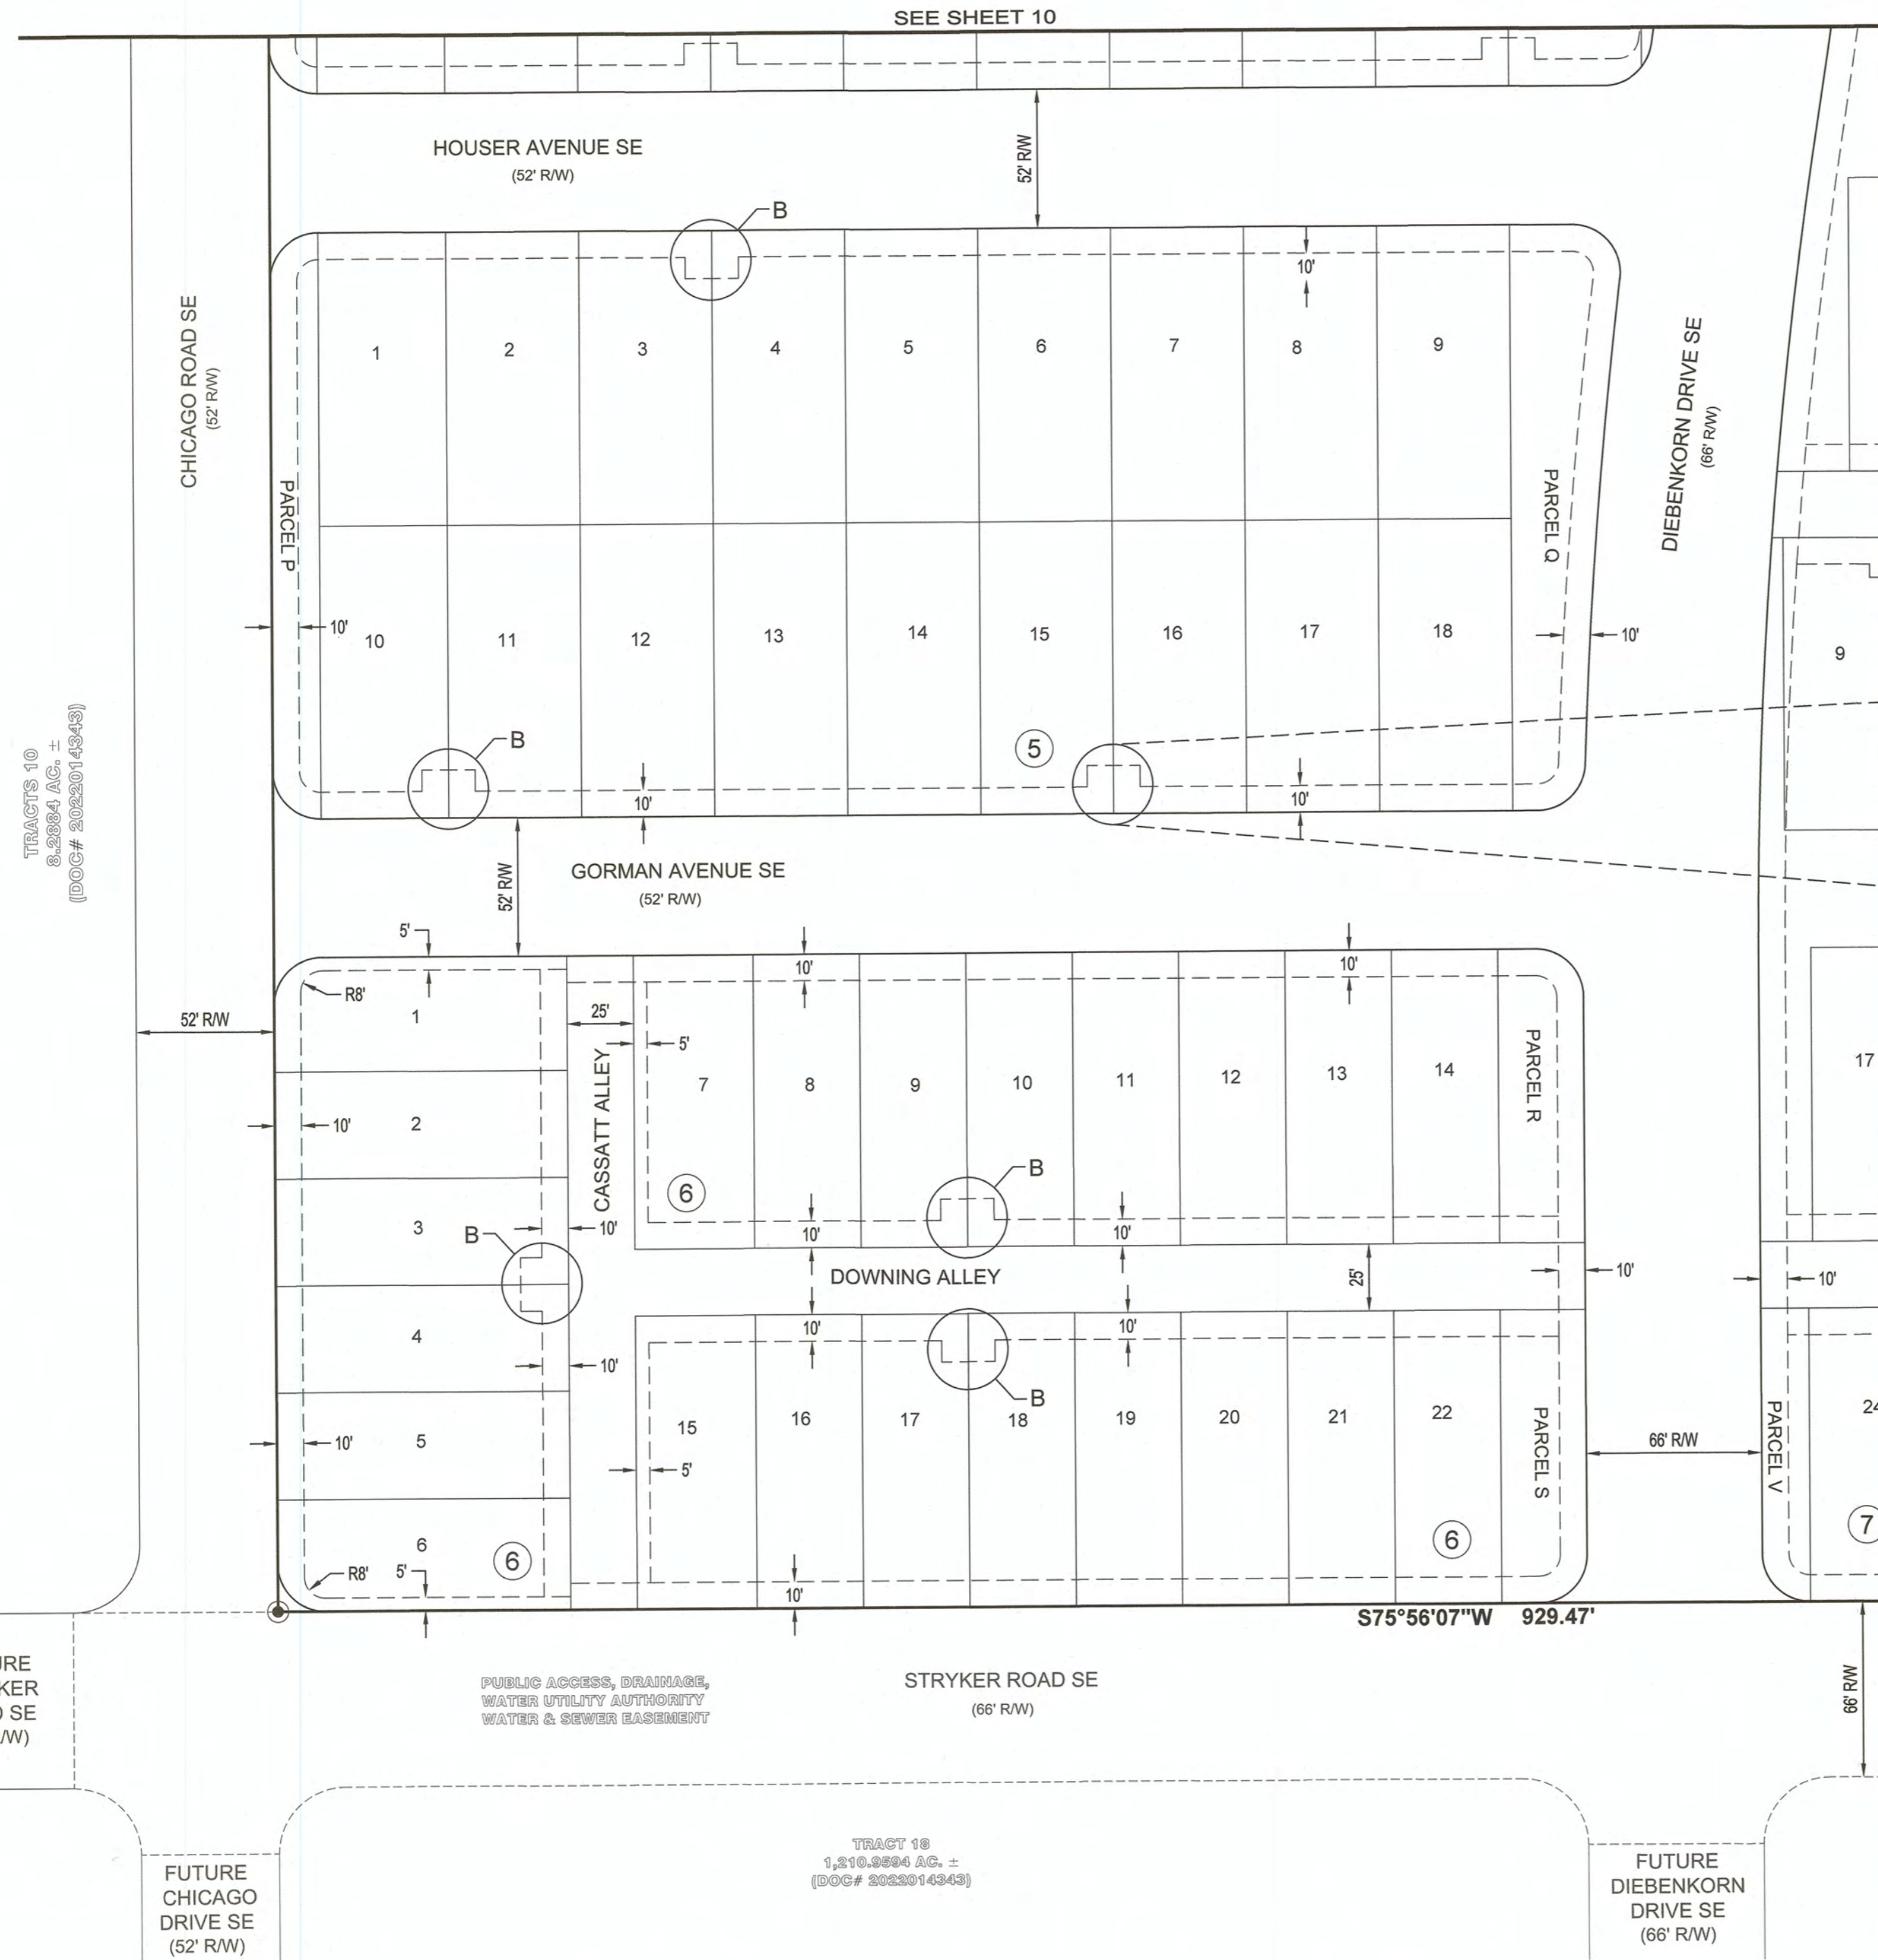 SEE SHEET 10
HOUSER AVENUE SE
(52' R/W)
52' R/W
B
CHICAGO ROAD SE
(52' R/W)
10'
1
2
3
4
5
6
7
8
9
DIEBENKORN DRIVE SE
(66' R/W)
PARCEL P
PARCEL Q
10'
10
11
12
13
14
15
16
17
18
10'
9
TRACTS 10
8.2884 AC. ±
(DOC# 2022014343)
B
5
10'
10'
GORMAN AVENUE SE
(52' R/W)
52' R/W
5'
10'
10'
R8'
52' R/W
25'
5'
1
CASSATT ALLEY
7
8
9
10
11
12
13
14
PARCEL R
17
2
10'
6
B
3
B
10'
10'
10'
DOWNING ALLEY
25'
10'
10'
4
10'
10'
10'
B
15
16
17
18
19
20
21
22
PARCEL S
66' R/W
PARCEL V
24
5
10'
5'
6
6
R8'
5'
6
7
10'
S75°56'07"W 929.47'
STRYKER ROAD SE
(66' R/W)
66' R/W
PUBLIC ACCESS, DRAINAGE,
WATER UTILITY AUTHORITY
WATER & SEWER EASEMENT
URE
KER
D SE
/W)
TRACT 18
1,210.9594 AC. ±
(DOC# 2022014343)
FUTURE
CHICAGO
DRIVE SE
(52' R/W)
FUTURE
DIEBENKORN
DRIVE SE
(66' R/W)